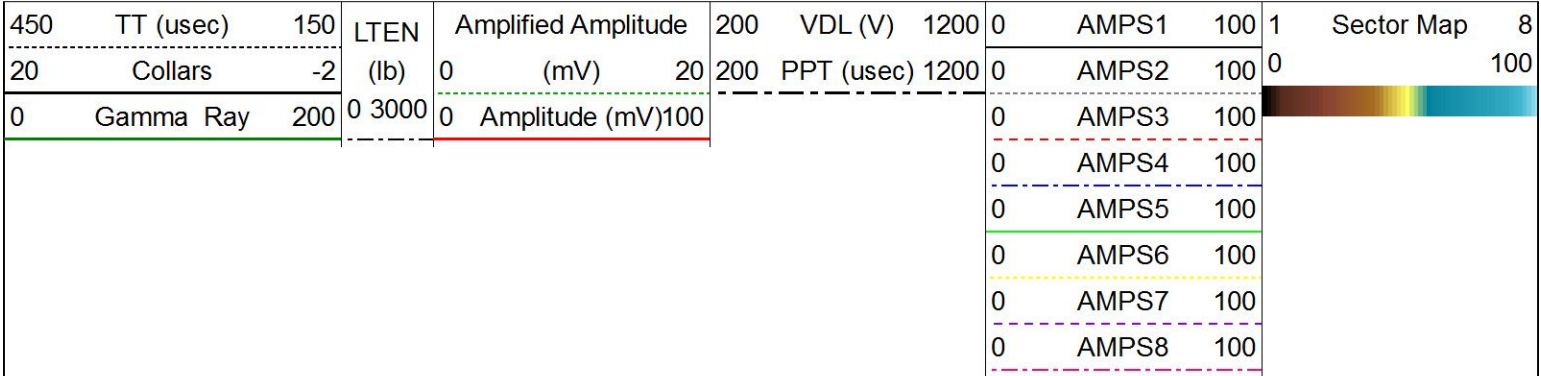 450 TT (usec) 150
20 Collars -2
0 Gamma Ray 200
LTEN
(lb)
0 3000
Amplified Amplitude
0 (mV) 20
0 Amplitude (mV)100
200 VDL (V) 1200
200 PPT (usec) 1200
0 AMPS1 100
0 AMPS2 100
0 AMPS3 100
0 AMPS4 100
0 AMPS5 100
0 AMPS6 100
0 AMPS7 100
0 AMPS8 100
1 Sector Map 8
0 100